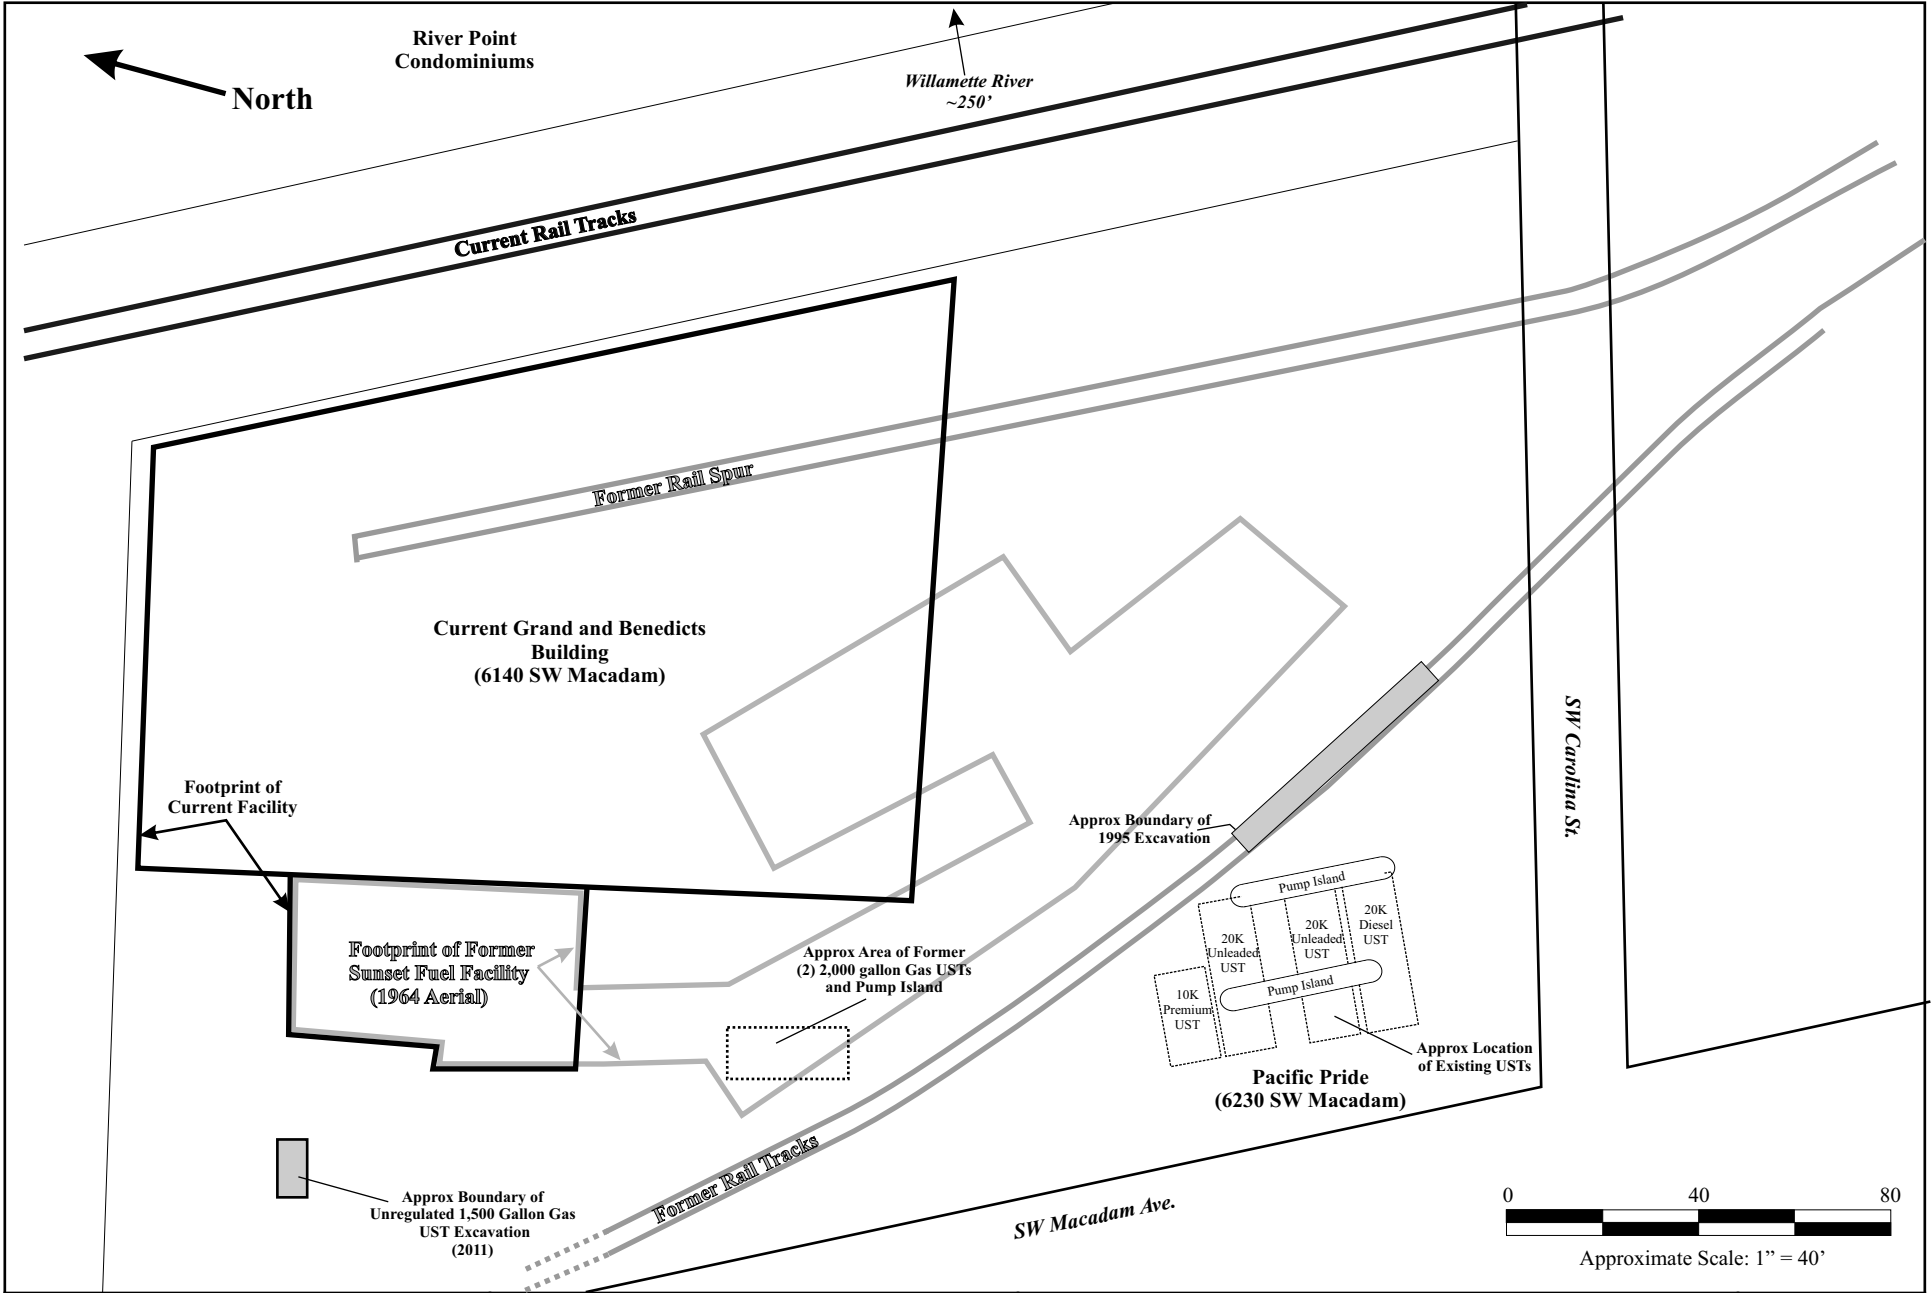 River Point
Condominiums
North
Willamette River
~250’
Current Rail Tracks
Former Rail Spur
Current Grand and Benedicts
Building
(6140 SW Macadam)
Footprint of
Current Facility
Approx Boundary of
1995 Excavation
SW Carolina St.
Pump Island
20K
Diesel
UST
20K
Unleaded
UST
20K
Unleaded
UST
Pump Island
10K
Premium
UST
Footprint of Former
Sunset Fuel Facility
(1964 Aerial)
Approx Area of Former
(2) 2,000 gallon Gas USTs
and Pump Island
Approx Location
of Existing USTs
Pacific Pride
(6230 SW Macadam)
Former Rail Tracks
Approx Boundary of
Unregulated 1,500 Gallon Gas
UST Excavation
(2011)
SW Macadam Ave.
0 40 80
Approximate Scale: 1” = 40’